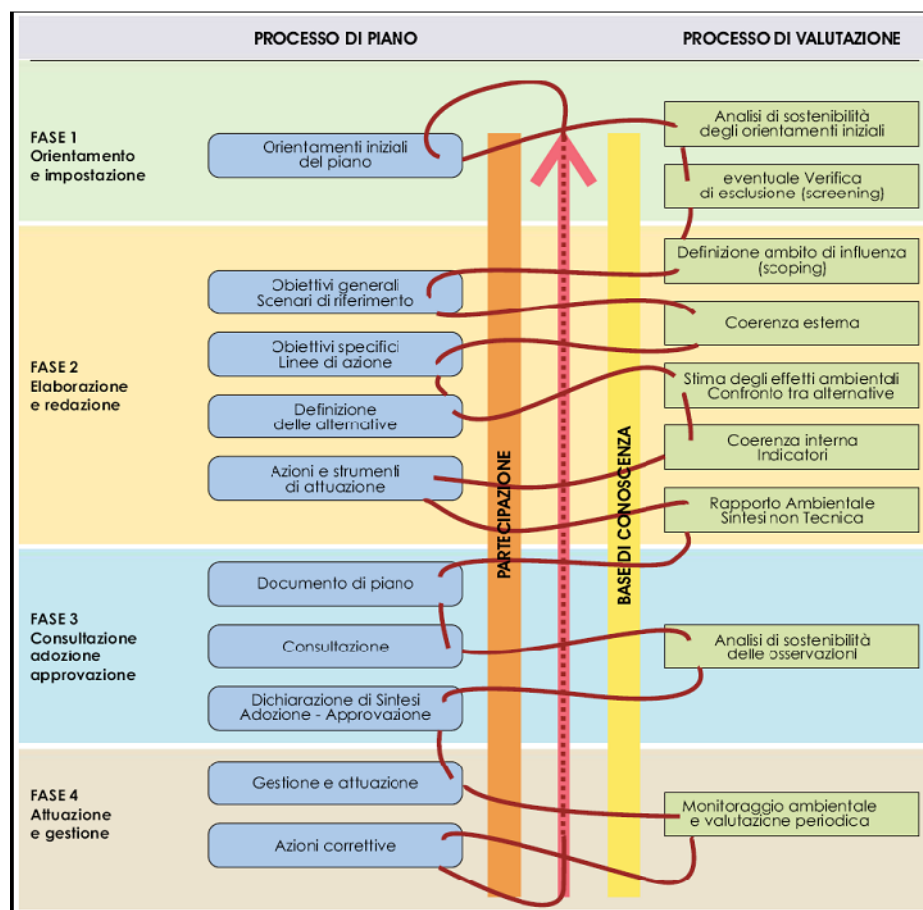 PROCESSO DI PIANO
PROCESSO DI VALUTAZIONE
FASE 1
Orientamento
e impostazione
Orientamenti iniziali
del piano
Analisi di sostenibilità
degli orientamenti iniziali
eventuale Verifica
di esclusione (screening)
FASE 2
Elaborazione
e redazione
Obiettivi generali
Scenari di riferimento
Obiettivi specifici
Linee di azione
Definizione
delle alternative
Azioni e strumenti
di attuazione
Definizione ambito di influenza
(scoping)
Coerenza esterna
Stima degli effetti ambientali
Confronto fra alternative
Coerenza interna
Indicatori
Rapporto Ambientale
Sintesi non Tecnica
PARTECIPAZIONE
BASE DI CONOSCENZA
FASE 3
Consultazione
adozione
approvazione
Documento di piano
Consultazione
Dichiarazione di Sintesi
Adozione - Approvazione
Analisi di sostenibilità
delle osservazioni
FASE 4
Attuazione
e gestione
Gestione e attuazione
Azioni correttive
Monitoraggio ambientale
e valutazione periodica